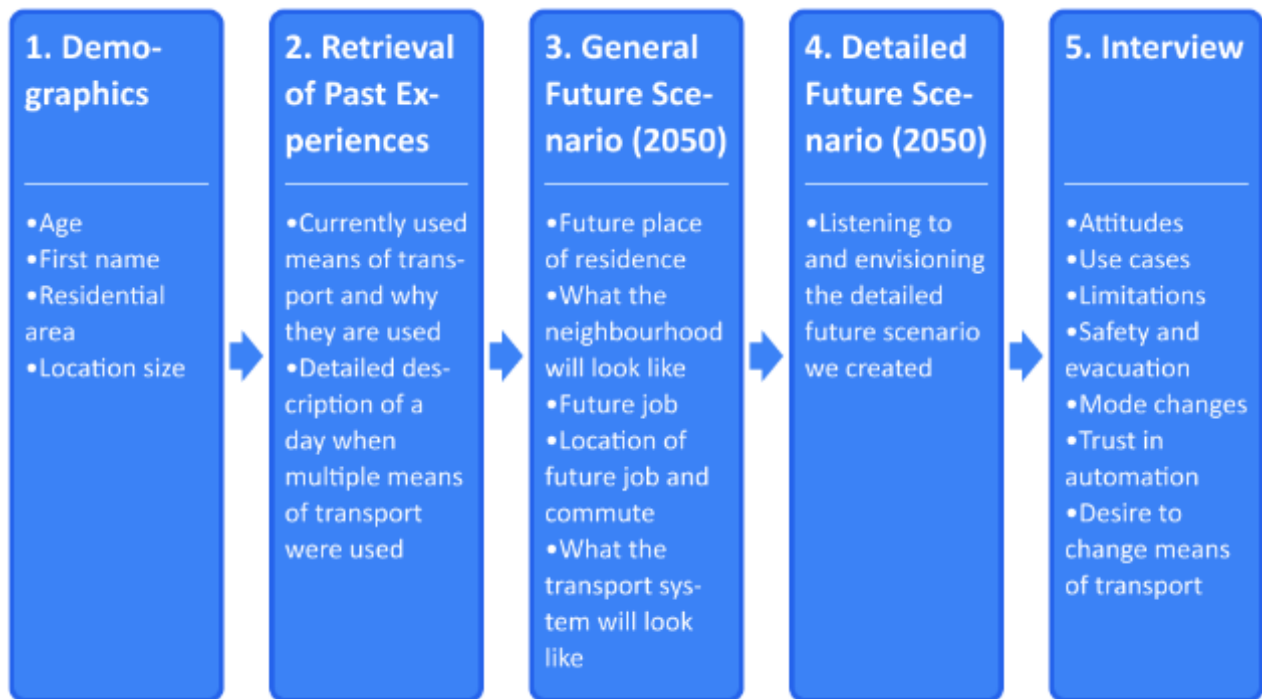 1. Demo-
graphics
•Age
•First name
•Residential
area
•Location size
2. Retrieval
of Past Ex-
periences
•Currently used
means of trans-
port and why
they are used
•Detailed des-
cription of a
day when
multiple means
of transport
were used
3. General
Future Sce-
nario (2050)
•Future place
of residence
•What the
neighbourhood
will look like
•Future job
•Location of
future job and
commute
•What the
transport sys-
tem will look
like
4. Detailed
Future Sce-
nario (2050)
•Listening to
and envisioning
the detailed
future scenario
we created
5. Interview
•Attitudes
•Use cases
•Limitations
•Safety and
evacuation
•Mode changes
•Trust in
automation
•Desire to
change means
of transport